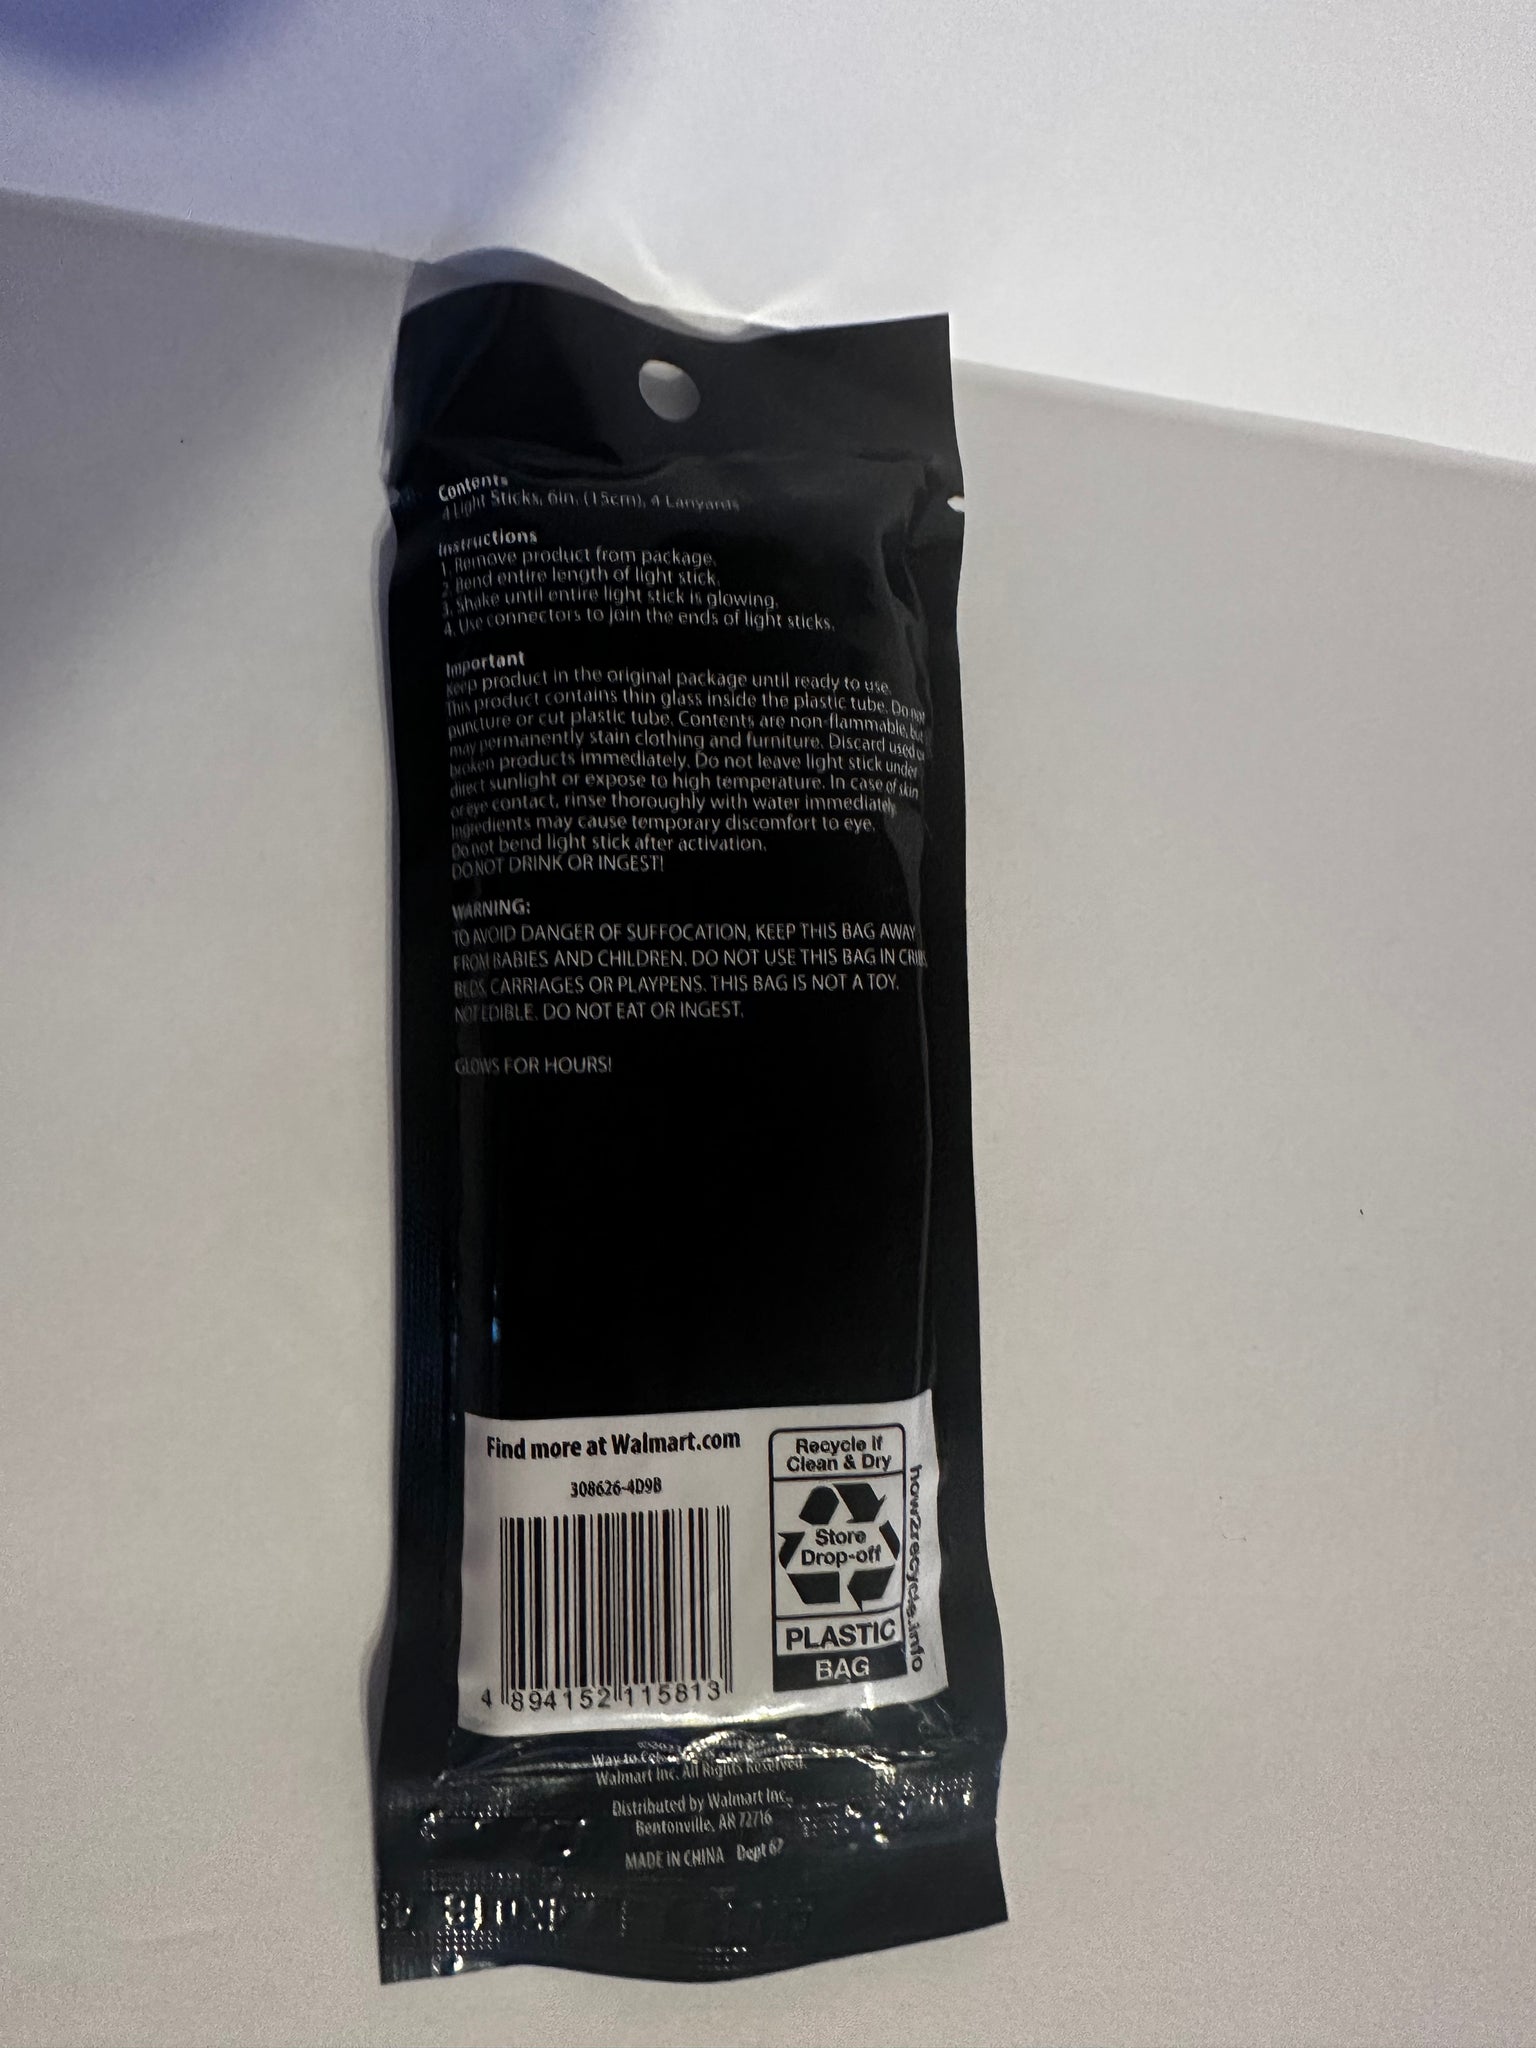 Contents
4 Light Sticks, 6in. (15cm), 4 Lanyards
Instructions
1. Remove product from package.
2. Bend entire length of light stick.
3. Shake until entire light stick is glowing.
4. Use connectors to join the ends of light sticks.
Important
Keep product in the original package until ready to use.
This product contains thin glass inside the plastic tube. Do not
puncture or cut plastic tube. Contents are non-flammable, but
may permanently stain clothing and furniture. Discard used or
broken products immediately. Do not leave light stick under
direct sunlight or expose to high temperature. In case of skin
or eye contact, rinse thoroughly with water immediately.
Ingredients may cause temporary discomfort to eye.
Do not bend light stick after activation.
DO NOT DRINK OR INGEST!
WARNING:
TO AVOID DANGER OF SUFFOCATION, KEEP THIS BAG AWAY
FROM BABIES AND CHILDREN. DO NOT USE THIS BAG IN CRIBS,
BEDS, CARRIAGES OR PLAYPENS. THIS BAG IS NOT A TOY.
NOT EDIBLE. DO NOT EAT OR INGEST.
GLOWS FOR HOURS!
Find more at Walmart.com
308626-4D9B
4 894152 115813
Recycle if
Clean & Dry
Store
Drop-off
PLASTIC
BAG
how2recycle.info
Way to
Walmart Inc. All Rights Reserved.
Distributed by Walmart Inc.,
Bentonville, AR 72716
MADE IN CHINA Dept 67